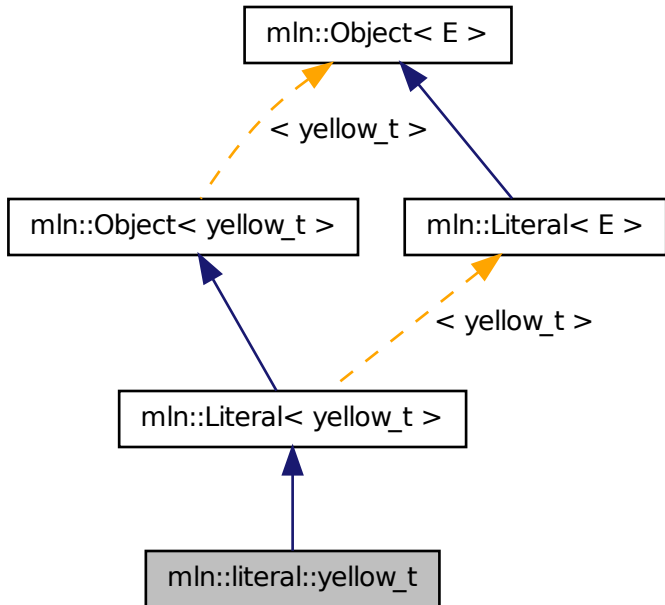 mln::Object< E >
< yellow_t >
mln::Object< yellow_t >
mln::Literal< E >
< yellow_t >
mln::Literal< yellow_t >
mln::literal::yellow_t